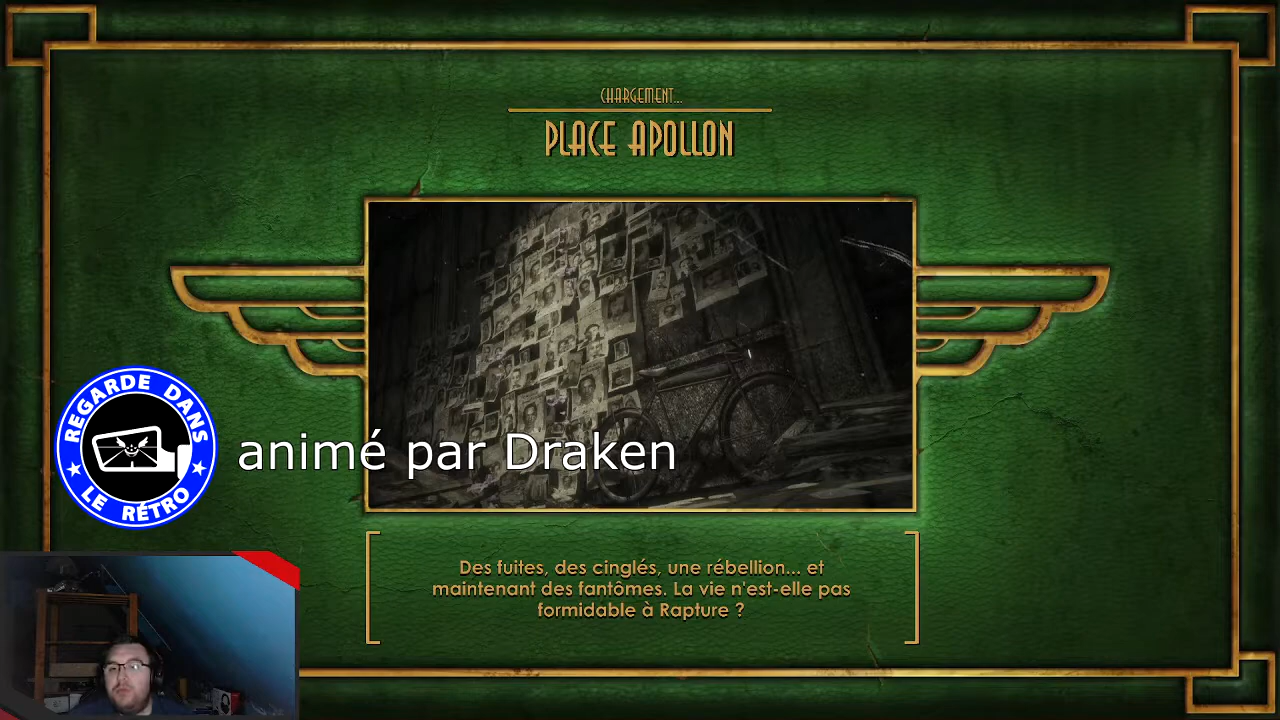 CHARGEMENT...
PLACE APOLLON
REGARDE DANS
LE RÉTRO
animé par Draken
Des fuites, des cinglés, une rébellion... et
maintenant des fantômes. La vie n'est-elle pas
formidable à Rapture ?